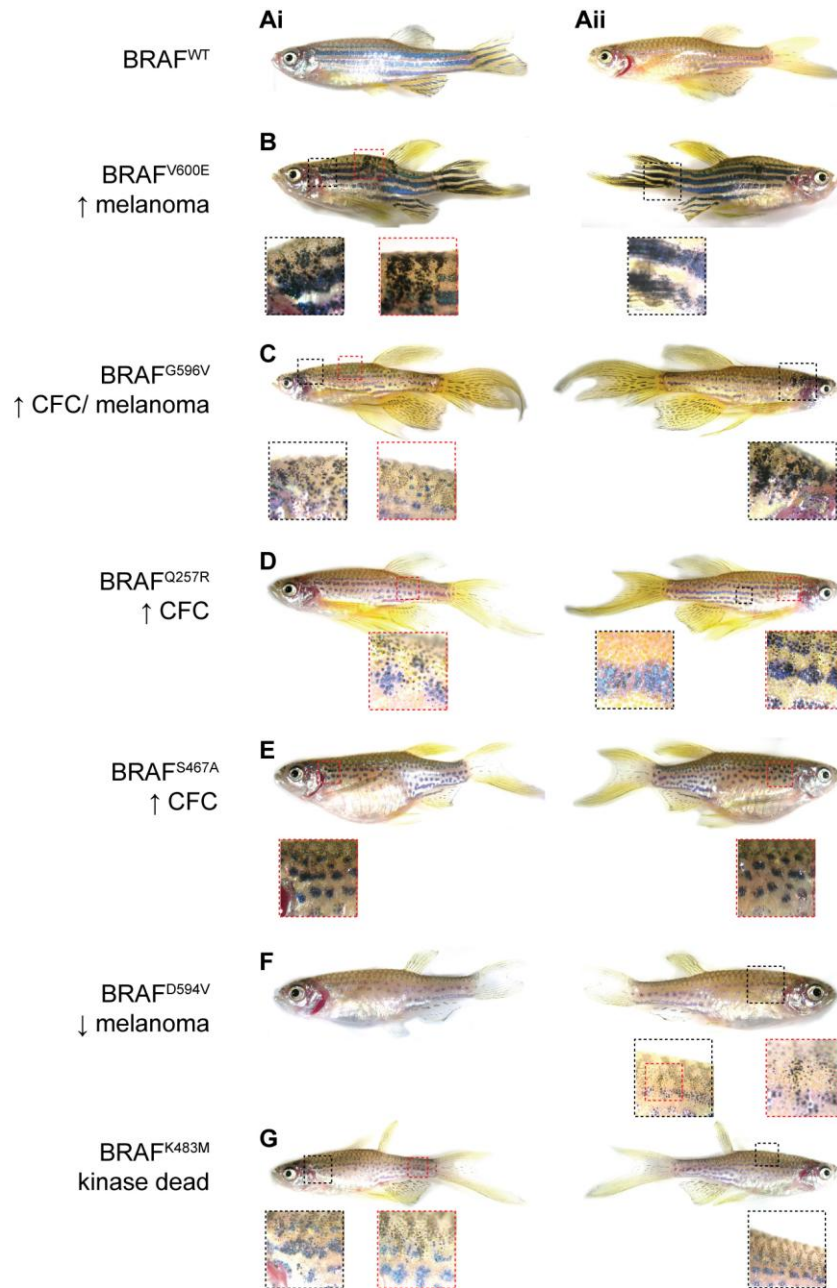 Ai
Aii
BRAFWT
B
BRAFV600E
↑ melanoma
C
BRAFG596V
↑ CFC/ melanoma
D
BRAFQ257R
↑ CFC
E
BRAFS467A
↑ CFC
F
BRAFD594V
↓ melanoma
G
BRAFK483M
kinase dead